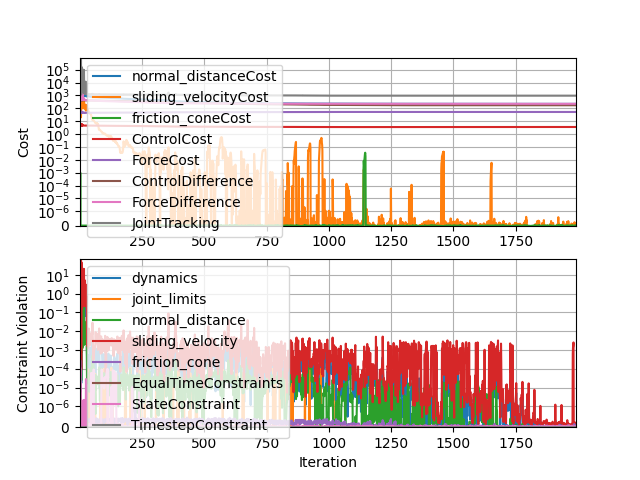 10^5
10^4
10^3
10^2
10^1
10^0
10^-1
10^-2
10^-3
10^-4
10^-5
10^-6
0
Cost
normal_distanceCost
sliding_velocityCost
friction_coneCost
ControlCost
ForceCost
ControlDifference
ForceDifference
JointTracking
250 500 750 1000 1250 1500 1750
10^1
10^0
10^-1
10^-2
10^-3
10^-4
10^-5
10^-6
0
Constraint Violation
dynamics
joint_limits
normal_distance
sliding_velocity
friction_cone
EqualTimeConstraints
StateConstraint
TimestepConstraint
250 500 750 1000 1250 1500 1750
Iteration